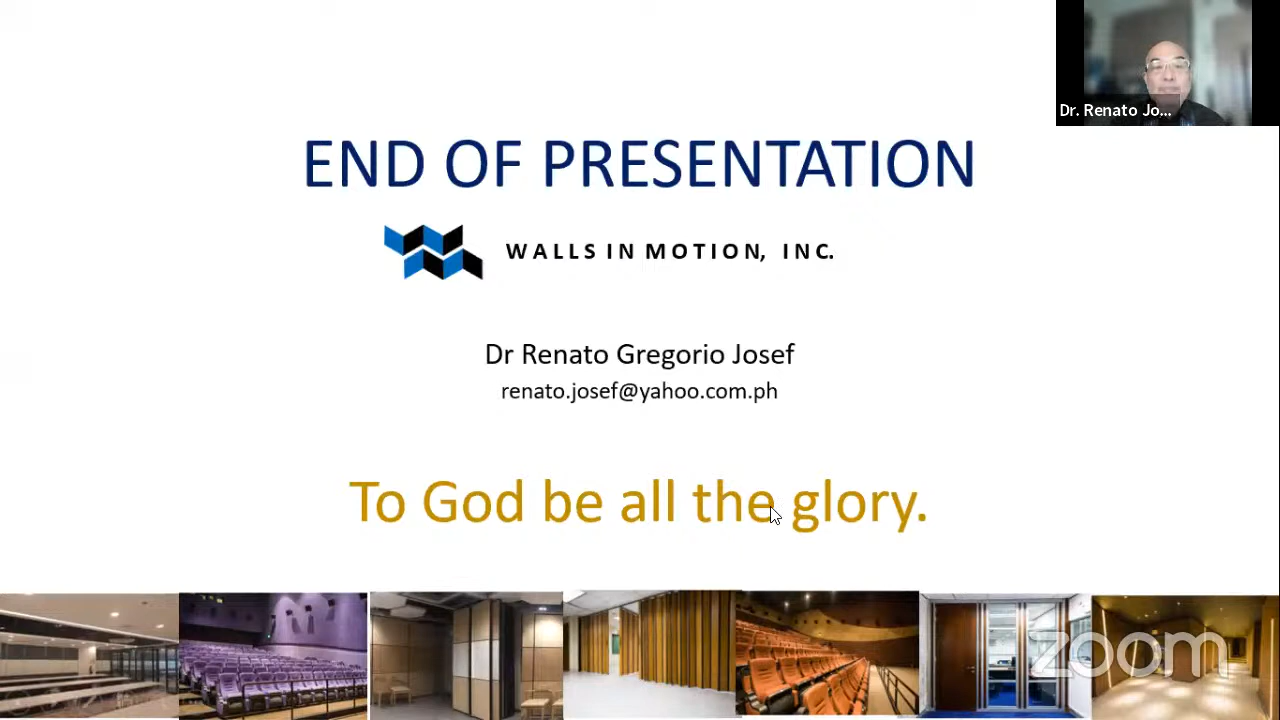 Dr. Renato Jo...
END OF PRESENTATION
WALLS IN MOTION, INC.
Dr Renato Gregorio Josef
renato.josef@yahoo.com.ph
To God be all the glory.
zoom